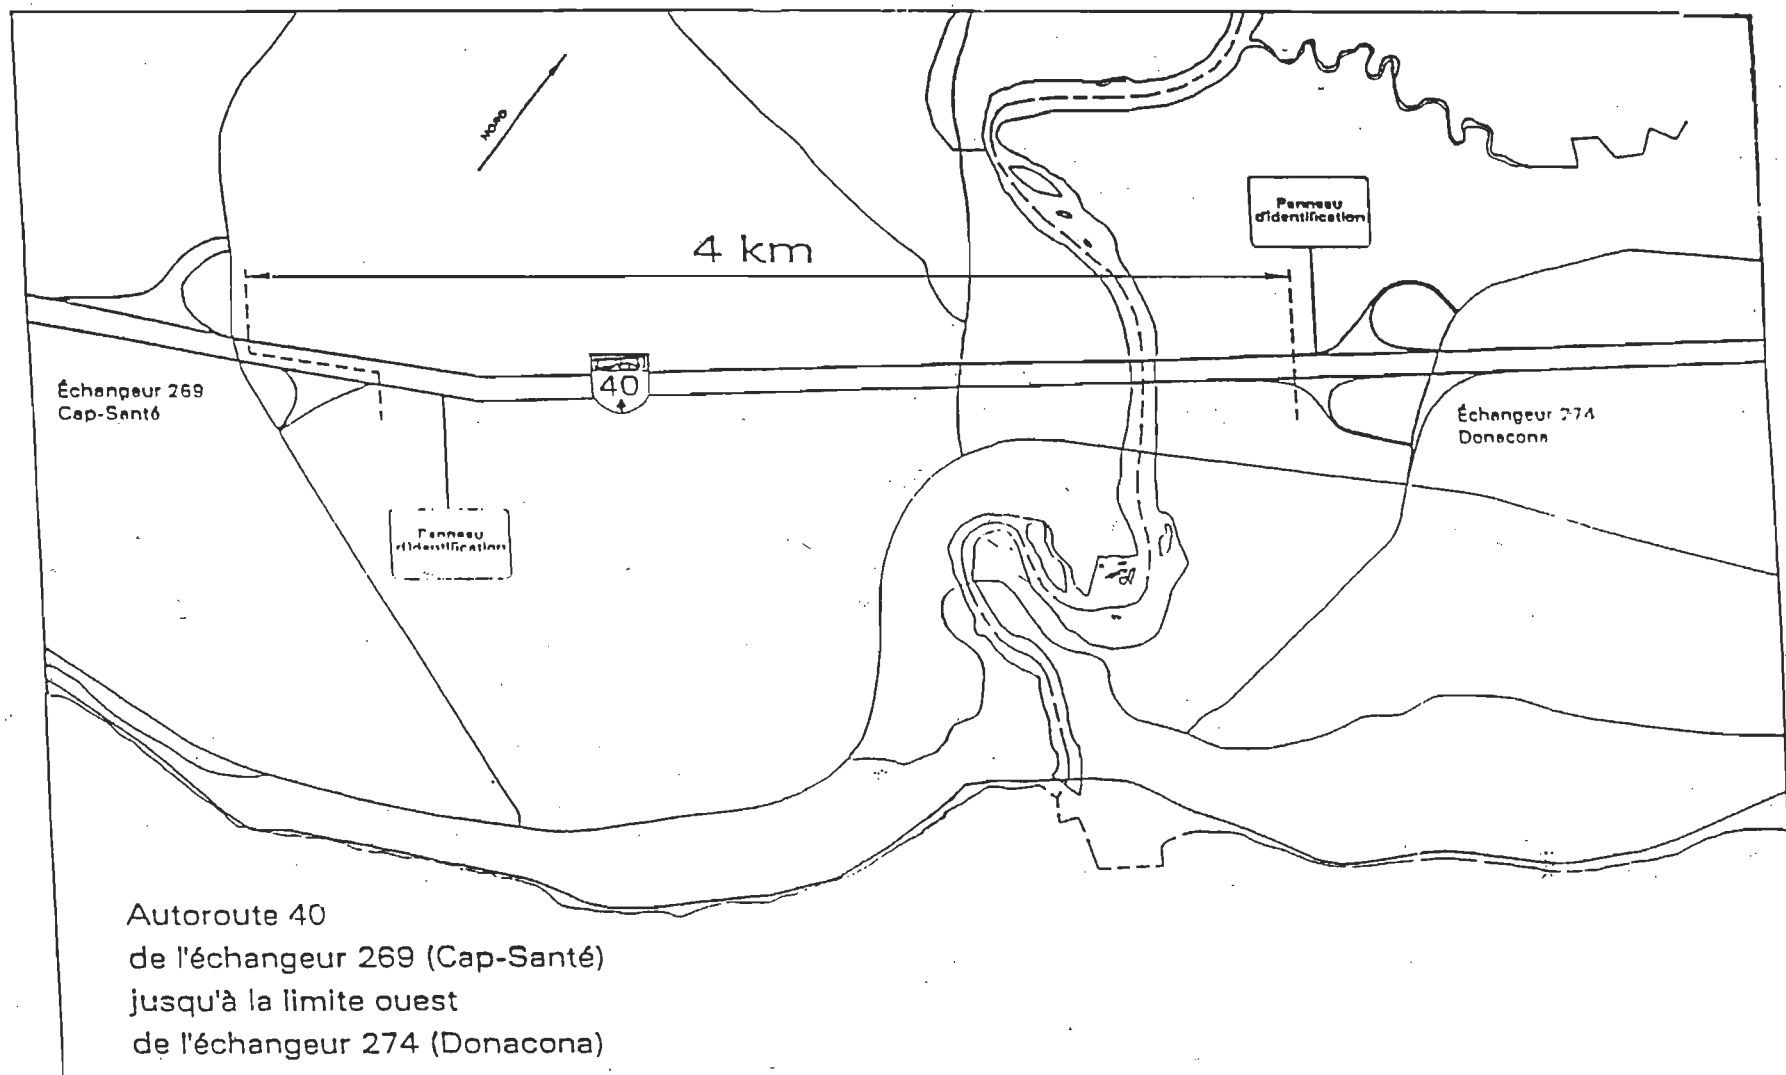 NORD
Panneau
d'identification
4 km
40
Échangeur 269
Cap-Santé
Échangeur 274
Donacona
Panneau
d'identification
Autoroute 40
de l'échangeur 269 (Cap-Santé)
jusqu'à la limite ouest
de l'échangeur 274 (Donacona)